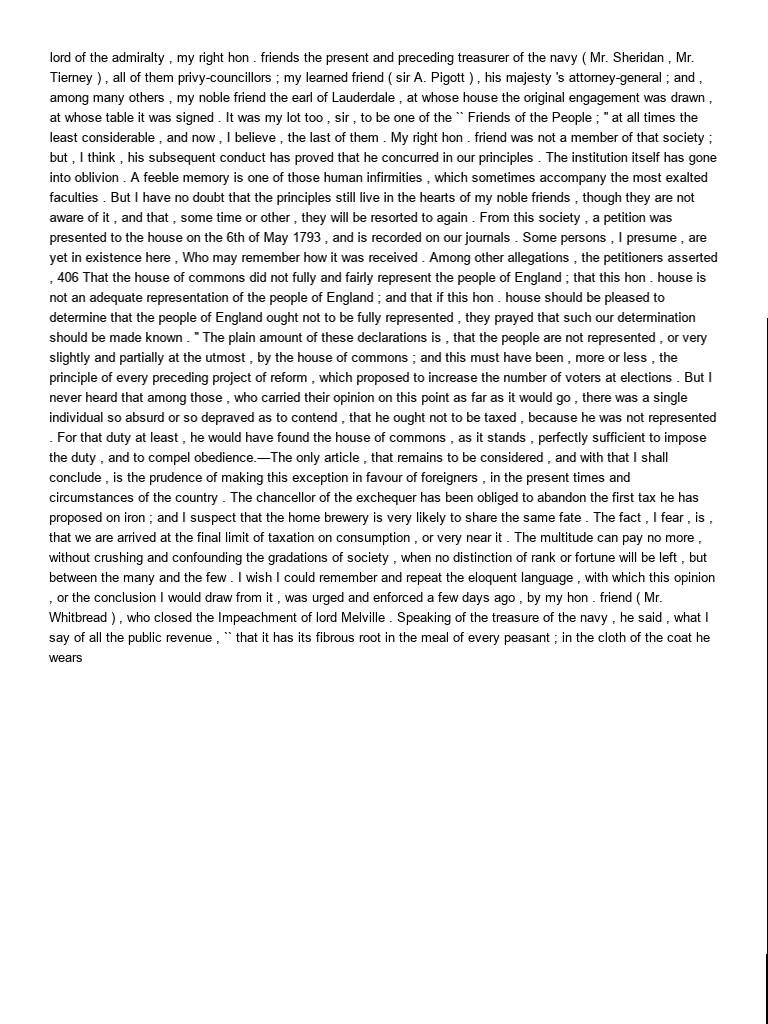 lord of the admiralty , my right hon . friends the present and preceding treasurer of the navy ( Mr. Sheridan , Mr.
Tierney ) , all of them privy-councillors ; my learned friend ( sir A. Pigott ) , his majesty 's attorney-general ; and ,
among many others , my noble friend the earl of Lauderdale , at whose house the original engagement was drawn ,
at whose table it was signed . It was my lot too , sir , to be one of the `` Friends of the People ; '' at all times the
least considerable , and now , I believe , the last of them . My right hon . friend was not a member of that society ;
but , I think , his subsequent conduct has proved that he concurred in our principles . The institution itself has gone
into oblivion . A feeble memory is one of those human infirmities , which sometimes accompany the most exalted
faculties . But I have no doubt that the principles still live in the hearts of my noble friends , though they are not
aware of it , and that , some time or other , they will be resorted to again . From this society , a petition was
presented to the house on the 6th of May 1793 , and is recorded on our journals . Some persons , I presume , are
yet in existence here , Who may remember how it was received . Among other allegations , the petitioners asserted
, 406 That the house of commons did not fully and fairly represent the people of England ; that this hon . house is
not an adequate representation of the people of England ; and that if this hon . house should be pleased to
determine that the people of England ought not to be fully represented , they prayed that such our determination
should be made known . '' The plain amount of these declarations is , that the people are not represented , or very
slightly and partially at the utmost , by the house of commons ; and this must have been , more or less , the
principle of every preceding project of reform , which proposed to increase the number of voters at elections . But I
never heard that among those , who carried their opinion on this point as far as it would go , there was a single
individual so absurd or so depraved as to contend , that he ought not to be taxed , because he was not represented
. For that duty at least , he would have found the house of commons , as it stands , perfectly sufficient to impose
the duty , and to compel obedience.—The only article , that remains to be considered , and with that I shall
conclude , is the prudence of making this exception in favour of foreigners , in the present times and
circumstances of the country . The chancellor of the exchequer has been obliged to abandon the first tax he has
proposed on iron ; and I suspect that the home brewery is very likely to share the same fate . The fact , I fear , is ,
that we are arrived at the final limit of taxation on consumption , or very near it . The multitude can pay no more ,
without crushing and confounding the gradations of society , when no distinction of rank or fortune will be left , but
between the many and the few . I wish I could remember and repeat the eloquent language , with which this opinion
, or the conclusion I would draw from it , was urged and enforced a few days ago , by my hon . friend ( Mr.
Whitbread ) , who closed the Impeachment of lord Melville . Speaking of the treasure of the navy , he said , what I
say of all the public revenue , `` that it has its fibrous root in the meal of every peasant ; in the cloth of the coat he
wears